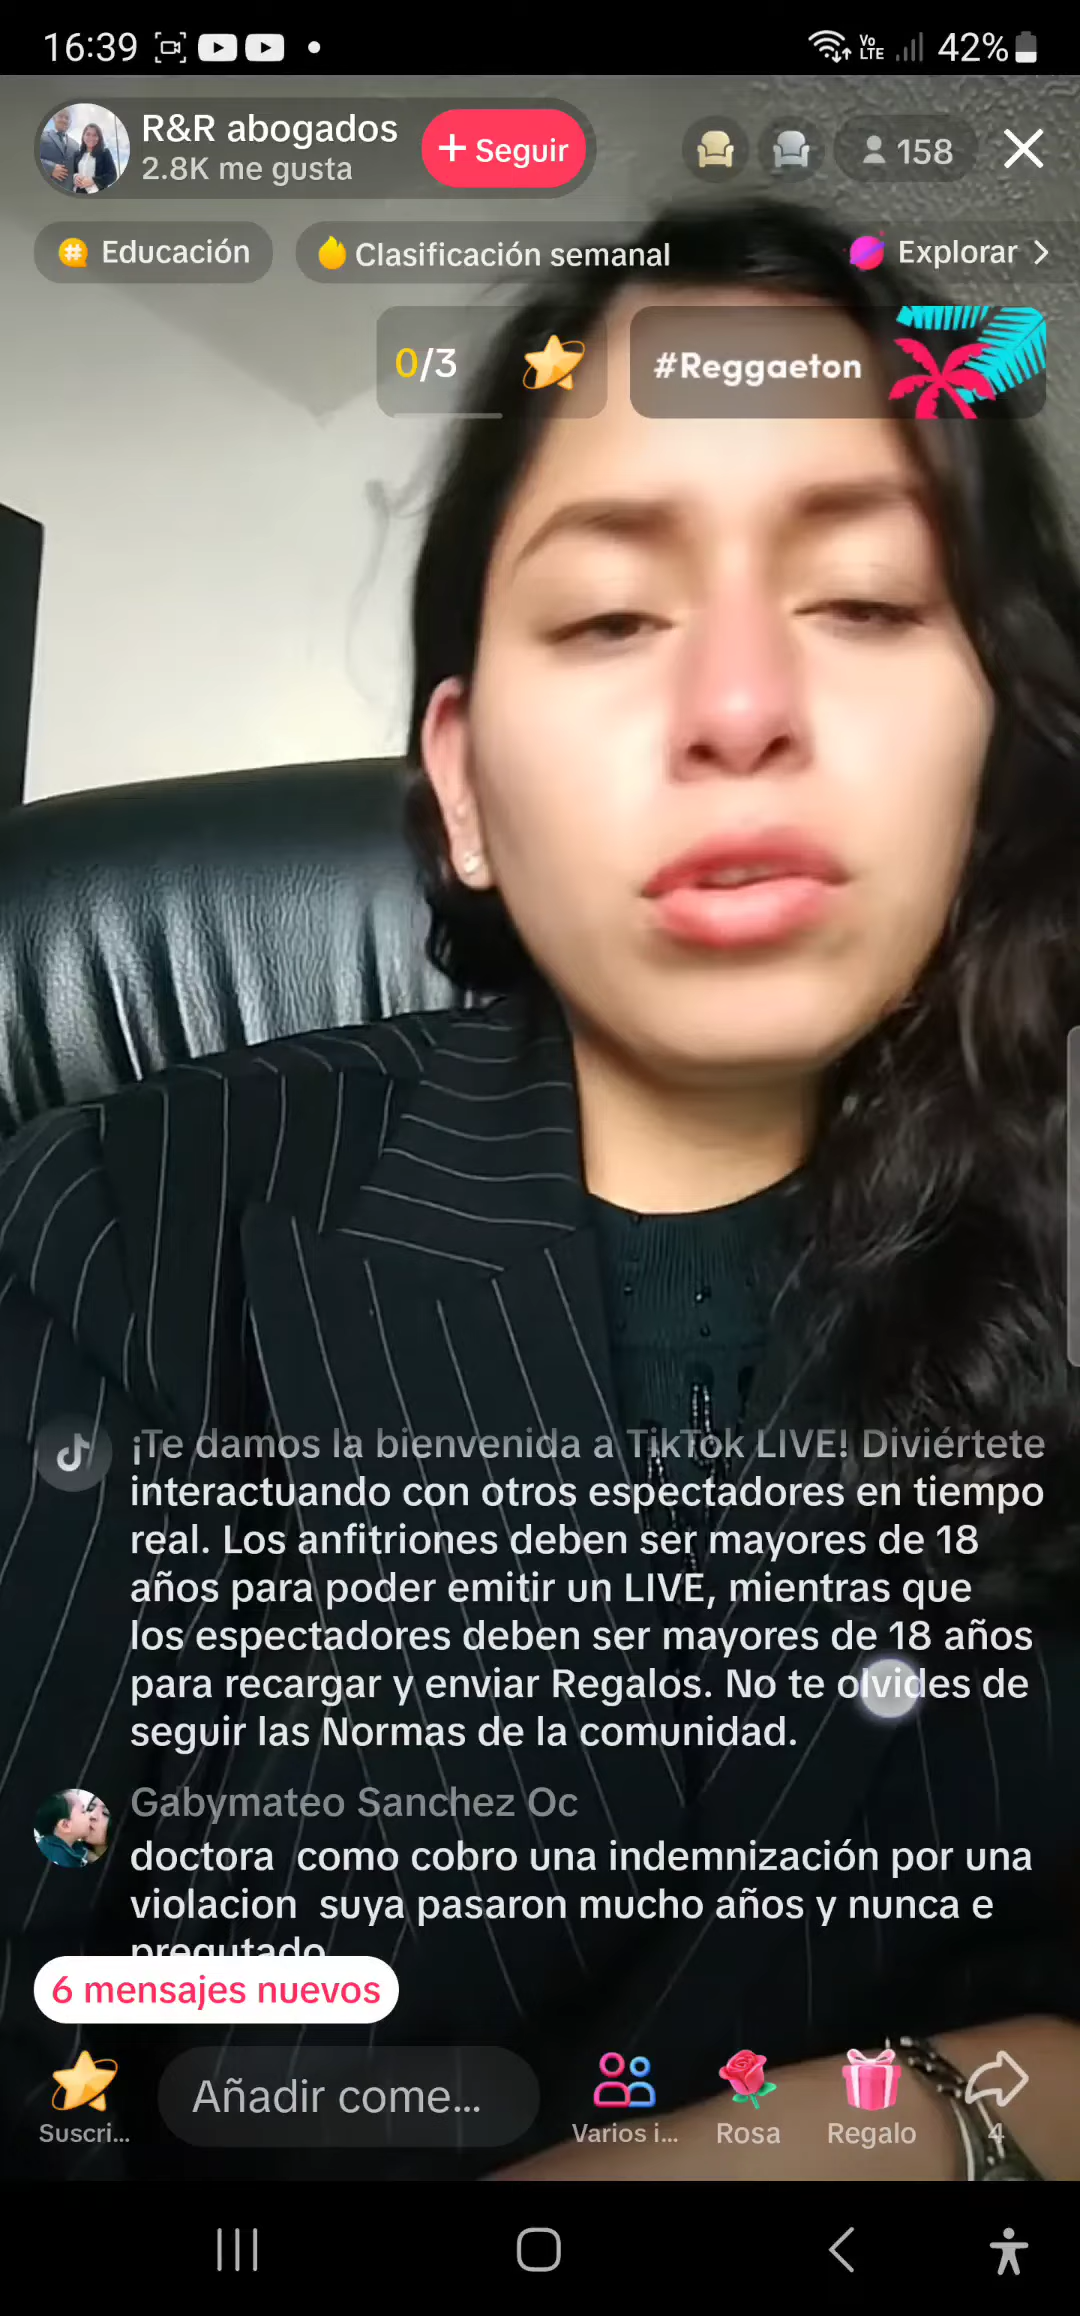 16:39
Vo
LTE
42%
R&R abogados
2.8K me gusta
+ Seguir
158
Educación
Clasificación semanal
Explorar
0/3
#Reggaeton
¡Te damos la bienvenida a TikTok LIVE! Diviértete
interactuando con otros espectadores en tiempo
real. Los anfitriones deben ser mayores de 18
años para poder emitir un LIVE, mientras que
los espectadores deben ser mayores de 18 años
para recargar y enviar Regalos. No te olvides de
seguir las Normas de la comunidad.
Gabymateo Sanchez Oc
doctora como cobro una indemnización por una
violacion suya pasaron mucho años y nunca e
pregutado
6 mensajes nuevos
Añadir come...
Suscri...
Varios i...
Rosa
Regalo
4